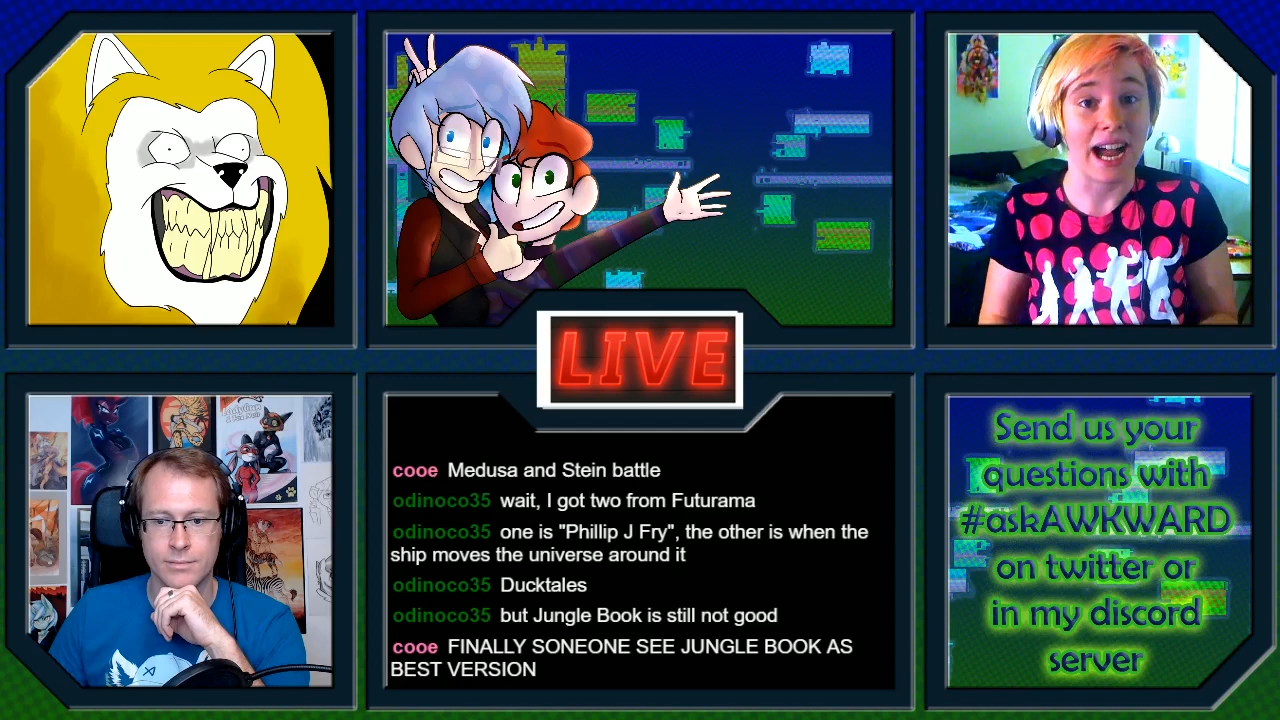 LIVE
cooe Medusa and Stein battle
odinoco35 wait, I got two from Futurama
odinoco35 one is "Phillip J Fry", the other is when the
ship moves the universe around it
odinoco35 Ducktales
odinoco35 but Jungle Book is still not good
cooe FINALLY SONEONE SEE JUNGLE BOOK AS
BEST VERSION
Send us your
questions with
#askAWKWARD
on twitter or
in my discord
server